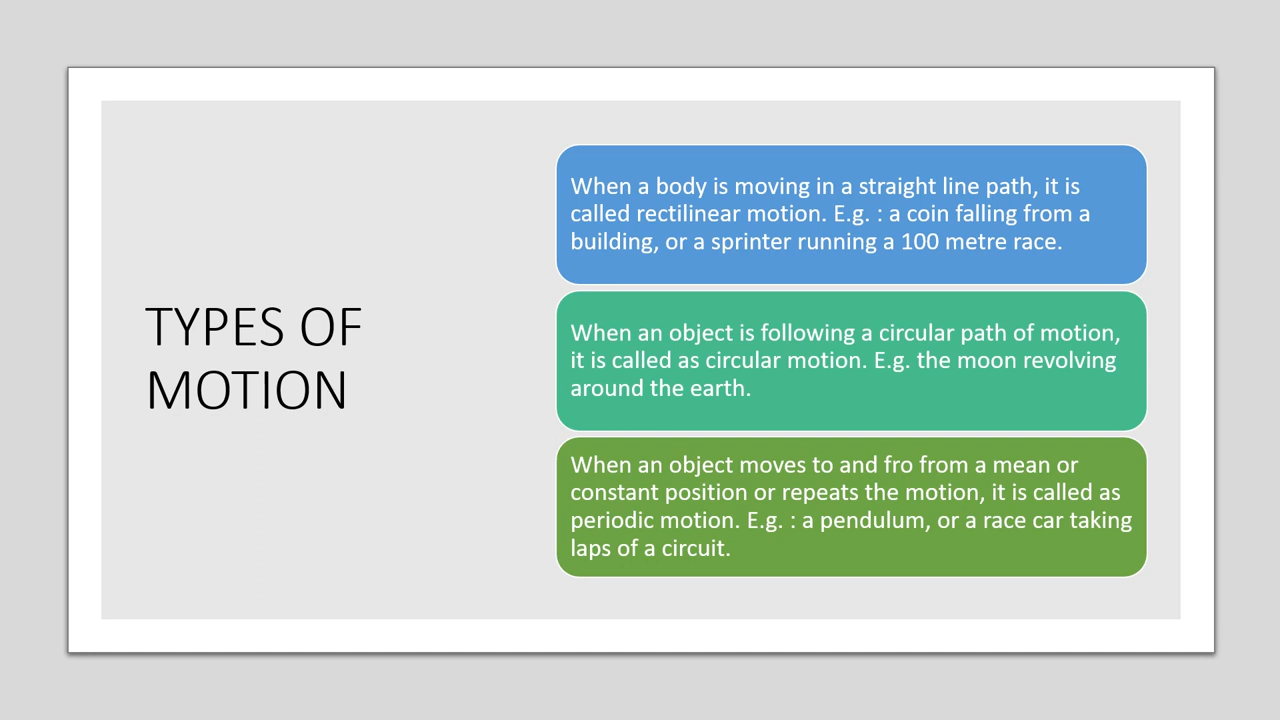 TYPES OF
MOTION
When a body is moving in a straight line path, it is
called rectilinear motion. E.g. : a coin falling from a
building, or a sprinter running a 100 metre race.
When an object is following a circular path of motion,
it is called as circular motion. E.g. the moon revolving
around the earth.
When an object moves to and fro from a mean or
constant position or repeats the motion, it is called as
periodic motion. E.g. : a pendulum, or a race car taking
laps of a circuit.